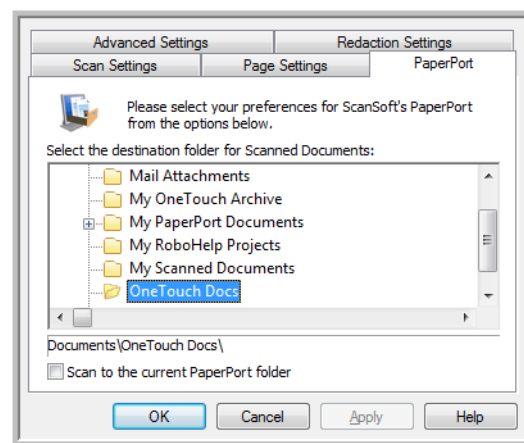 Advanced Settings
Redaction Settings
Scan Settings
Page Settings
PaperPort
Please select your preferences for ScanSoft's PaperPort
from the options below.
Select the destination folder for Scanned Documents:
Mail Attachments
My OneTouch Archive
My PaperPort Documents
My RoboHelp Projects
My Scanned Documents
OneTouch Docs
Documents\OneTouch Docs\
Scan to the current PaperPort folder
OK
Cancel
Apply
Help